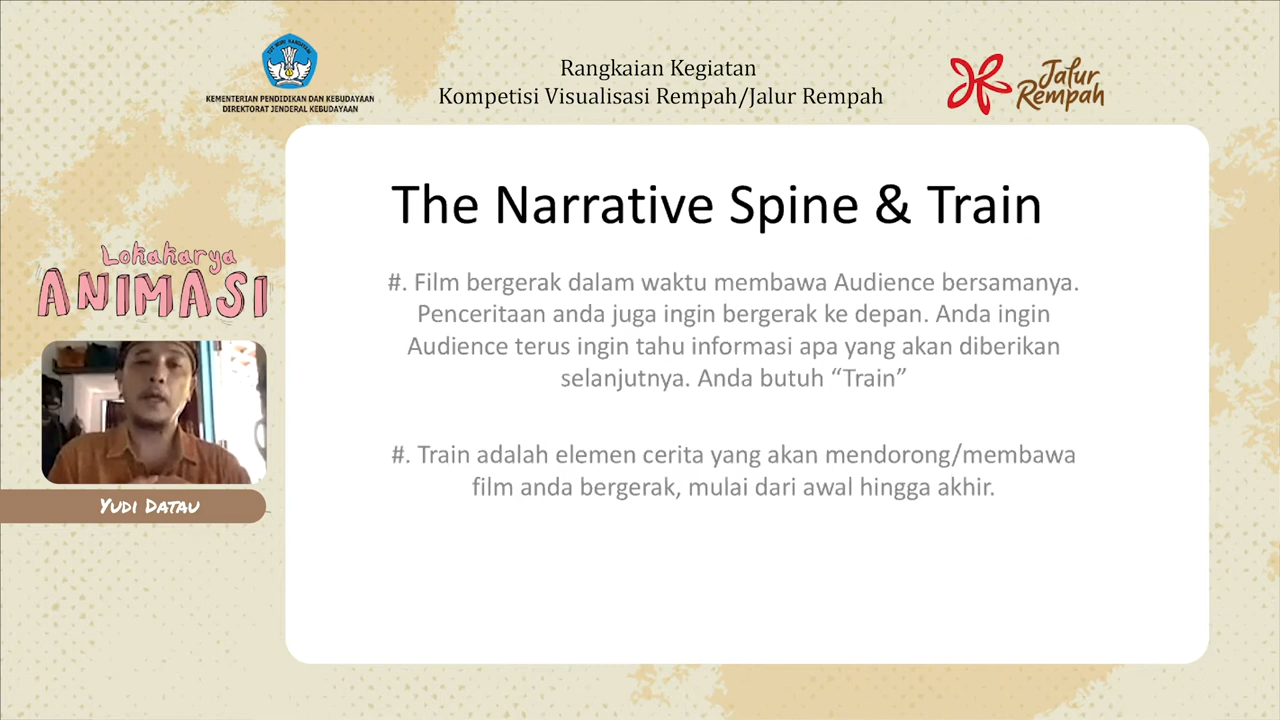 TUT WURI HANDAYANI
KEMENTERIAN PENDIDIKAN DAN KEBUDAYAAN
DIREKTORAT JENDERAL KEBUDAYAAN
Rangkaian Kegiatan
Kompetisi Visualisasi Rempah/Jalur Rempah
Jalur
Rempah
Lokakarya
ANIMASI
YUDI DATAU
The Narrative Spine & Train
#. Film bergerak dalam waktu membawa Audience bersamanya.
Penceritaan anda juga ingin bergerak ke depan. Anda ingin
Audience terus ingin tahu informasi apa yang akan diberikan
selanjutnya. Anda butuh “Train”
#. Train adalah elemen cerita yang akan mendorong/membawa
film anda bergerak, mulai dari awal hingga akhir.